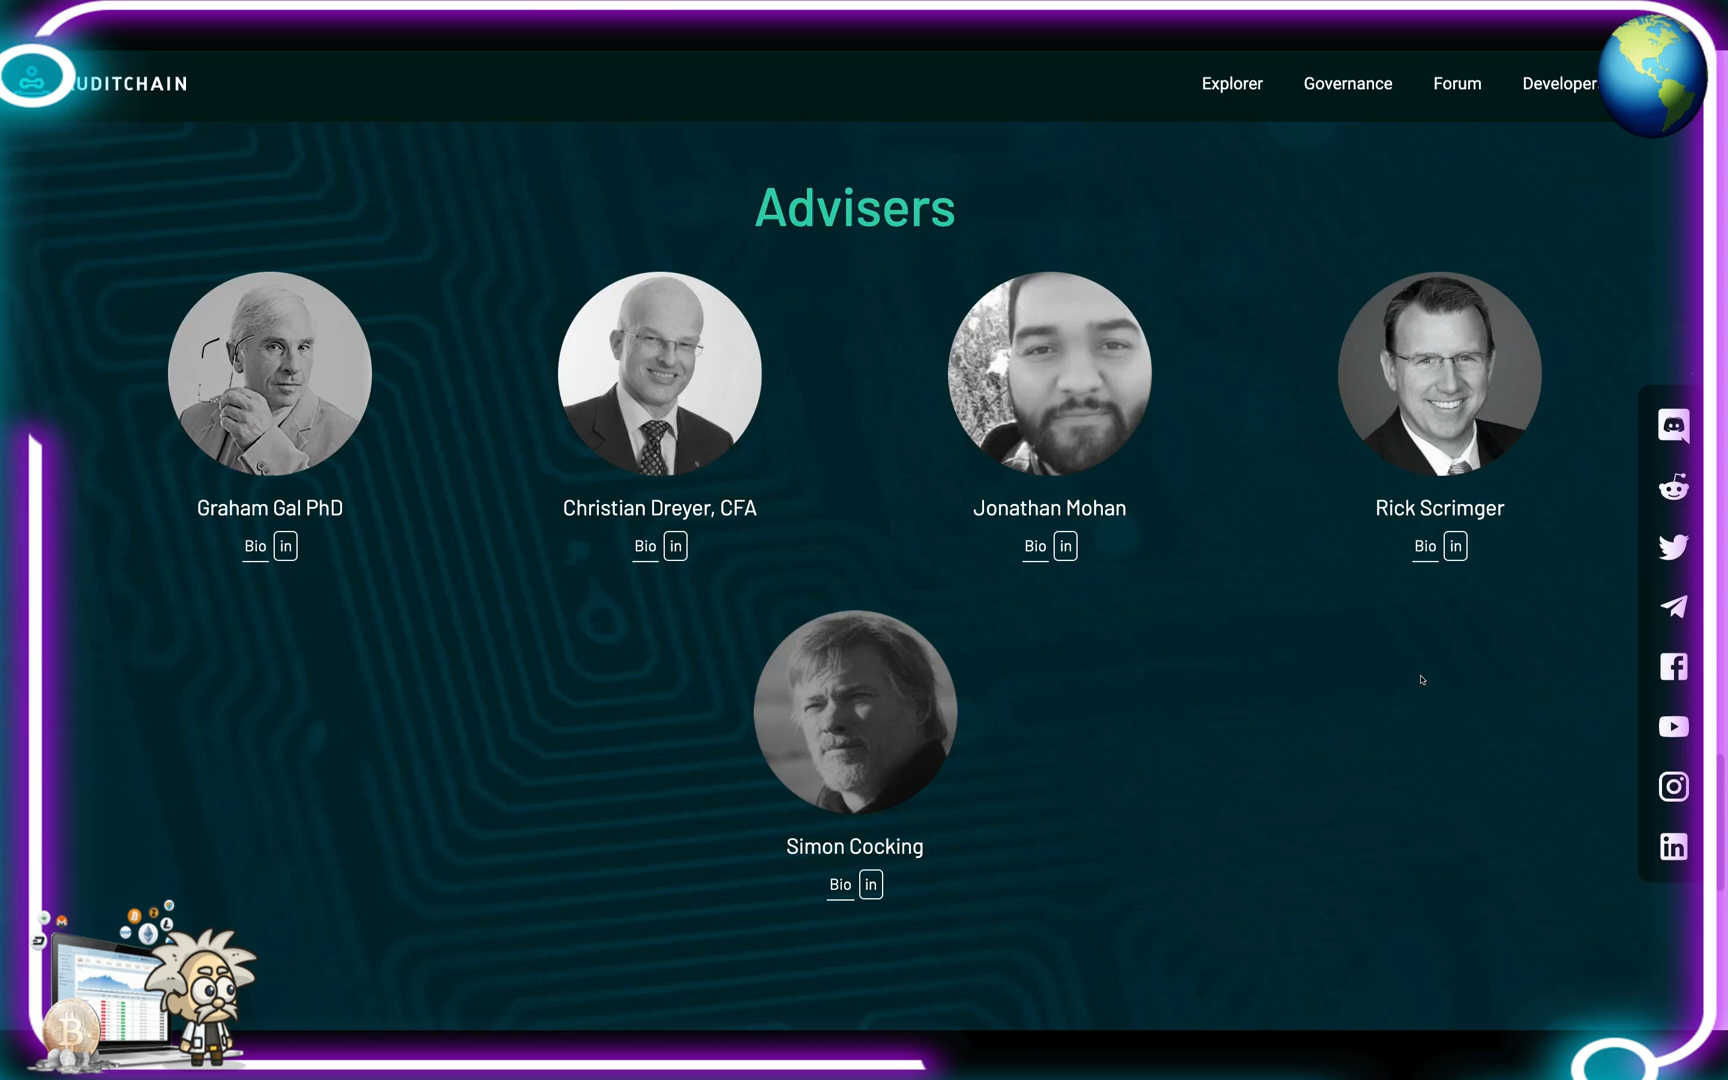 UDITCHAIN
Explorer Governance Forum Developer
Advisers
Graham Gal PhD Christian Dreyer, CFA Jonathan Mohan Rick Scrimger
Bio in Bio in Bio in Bio in
Simon Cocking
Bio in